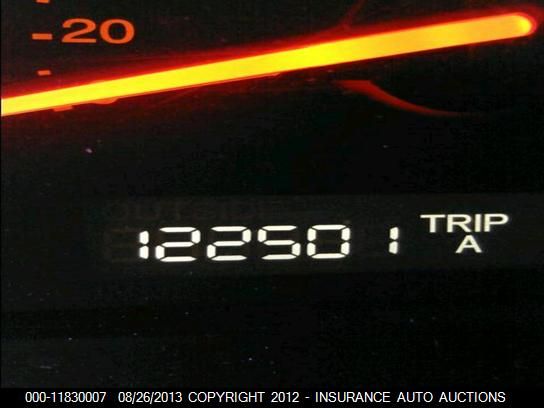 20
122501 TRIP
A
000-11830007 08/26/2013 COPYRIGHT 2012 - INSURANCE AUTO AUCTIONS